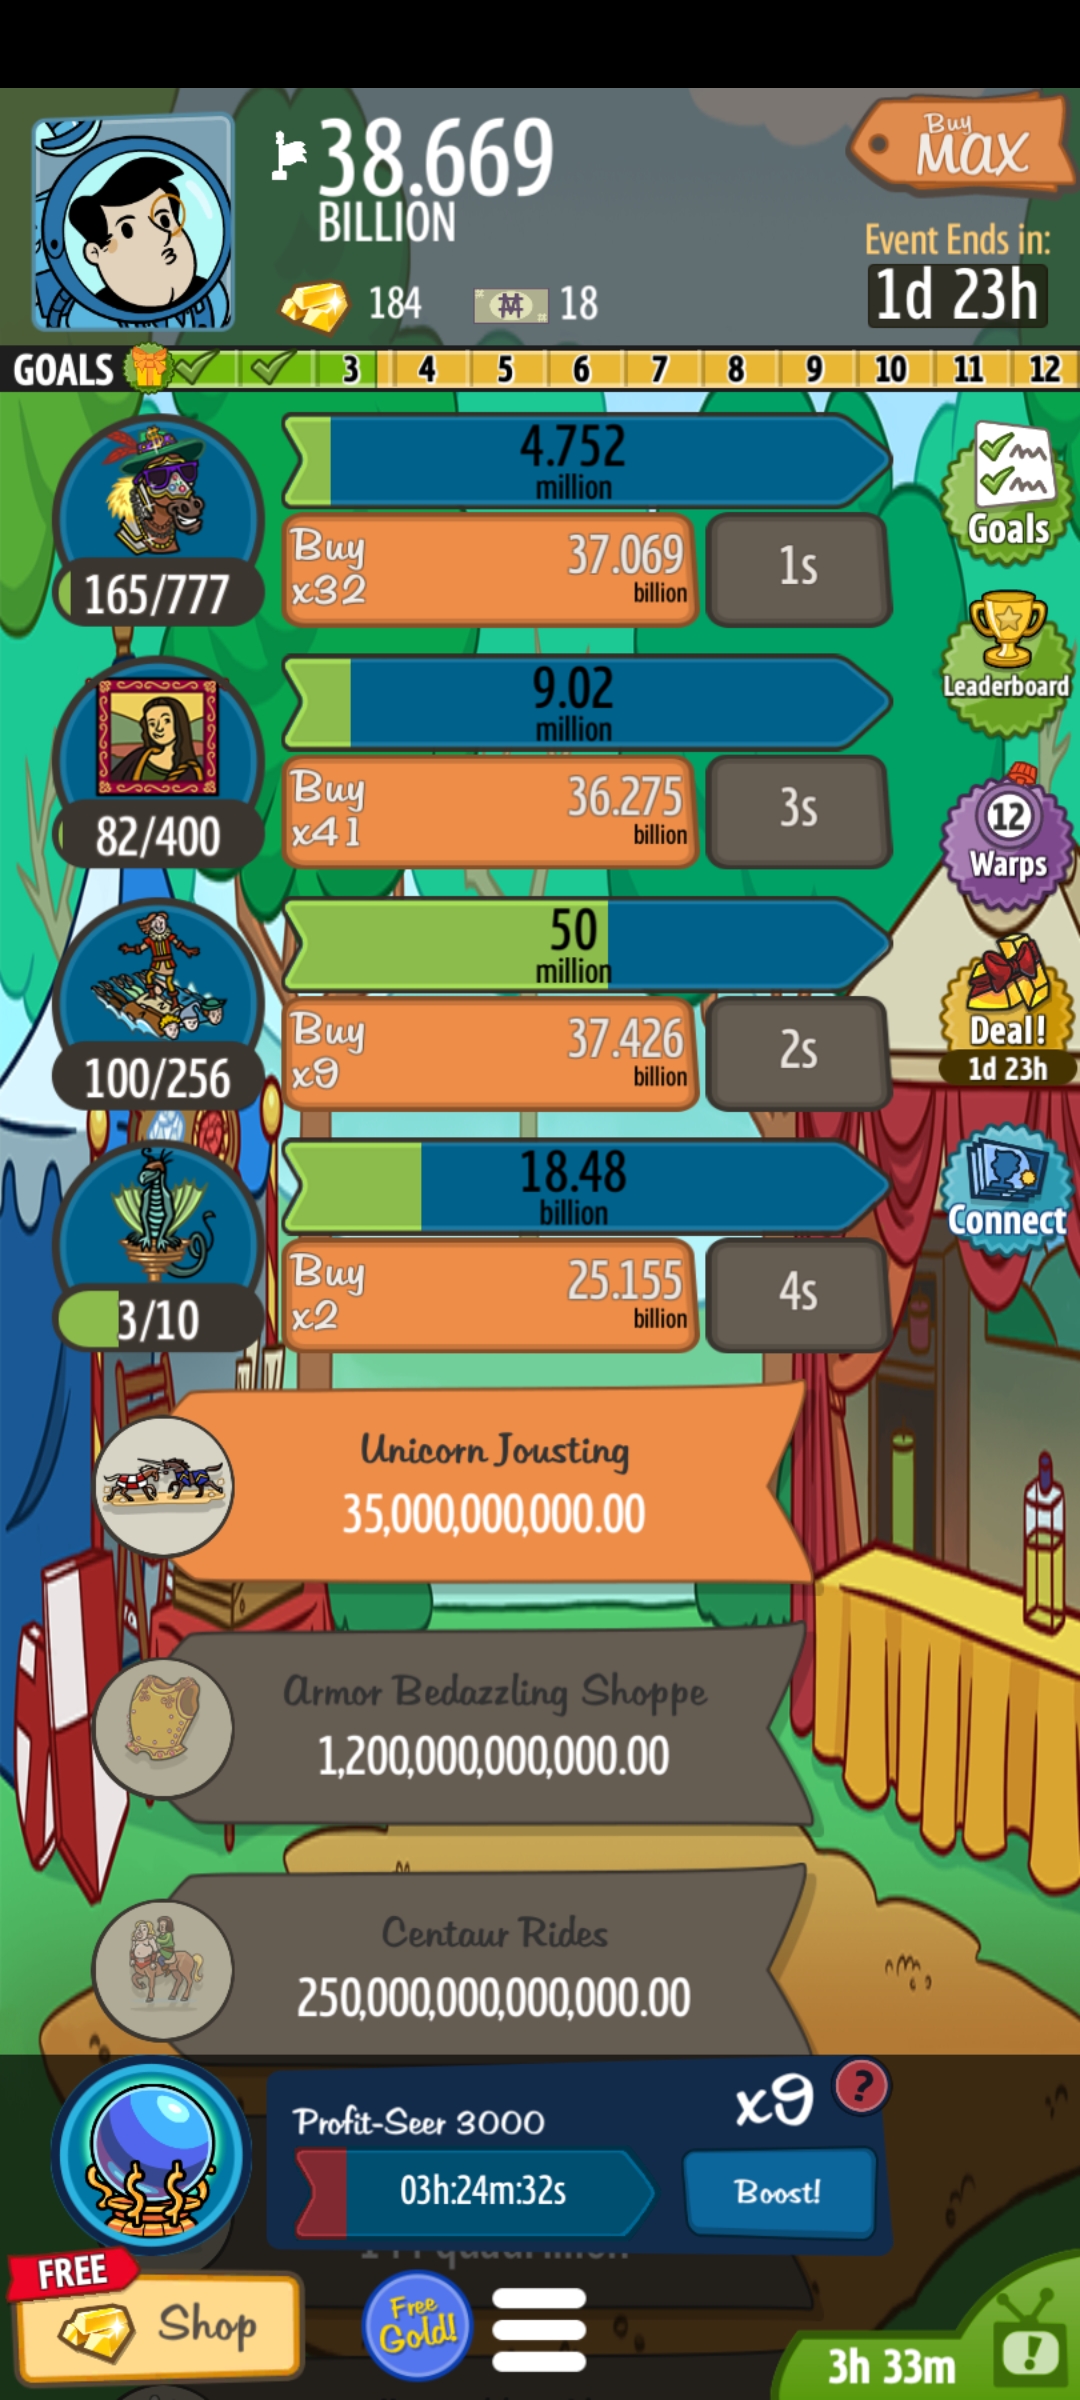 38.669
BILLION
Buy
MAX
Event Ends in:
1d 23h
184
18
GOALS 3 4 5 6 7 8 9 10 11 12
4.752
million
Buy
x32
37.069
billion
1s
165/777
Goals
9.02
million
Leaderboard
Buy
x41
36.275
billion
3s
82/400
12
Warps
50
million
Buy
x9
37.426
billion
2s
100/256
Deal!
1d 23h
18.48
billion
Buy
x2
25.155
billion
4s
3/10
Connect
Unicorn Jousting
35,000,000,000.00
Armor Bedazzling Shoppe
1,200,000,000,000.00
Centaur Rides
250,000,000,000,000.00
Profit-Seer 3000
x9
?
03h:24m:32s
Boost!
FREE
Shop
Free
Gold!
3h 33m
!